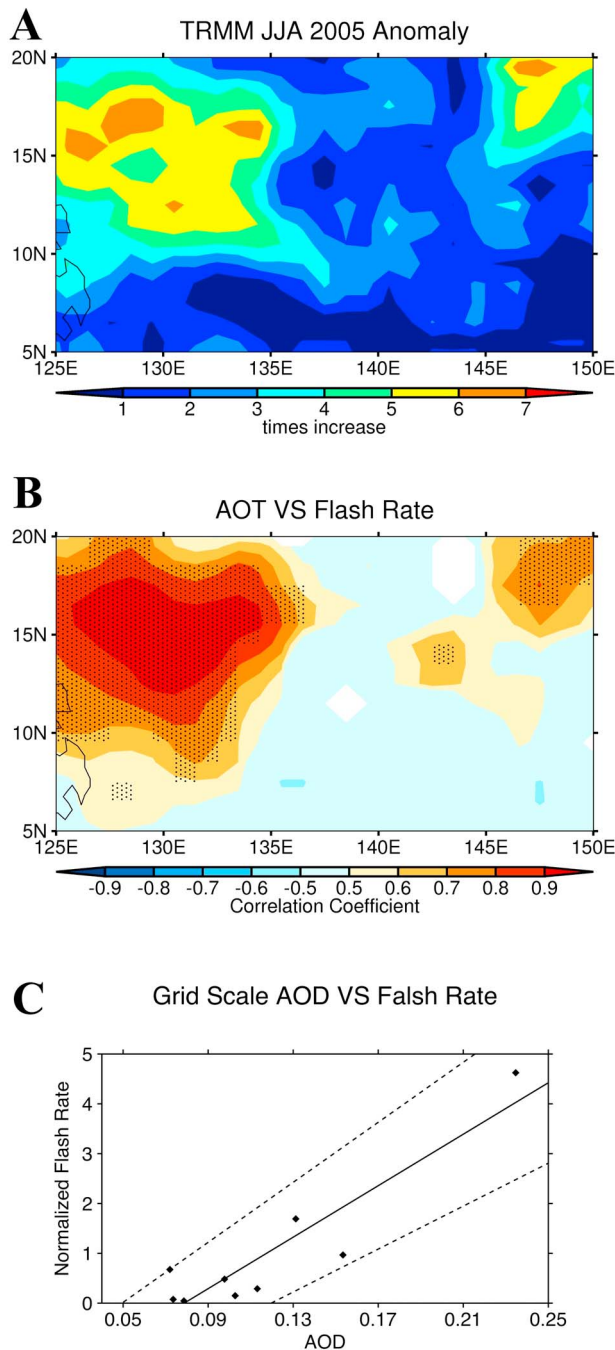 A
TRMM JJA 2005 Anomaly
20N
15N
10N
5N
125E 130E 135E 140E 145E 150E
1 2 3 4 5 6 7
times increase
B
AOT VS Flash Rate
20N
15N
10N
5N
125E 130E 135E 140E 145E 150E
-0.9 -0.8 -0.7 -0.6 -0.5 0.5 0.6 0.7 0.8 0.9
Correlation Coefficient
C
Grid Scale AOD VS Falsh Rate
Normalized Flash Rate
5
4
3
2
1
0
0.05 0.09 0.13 0.17 0.21 0.25
AOD